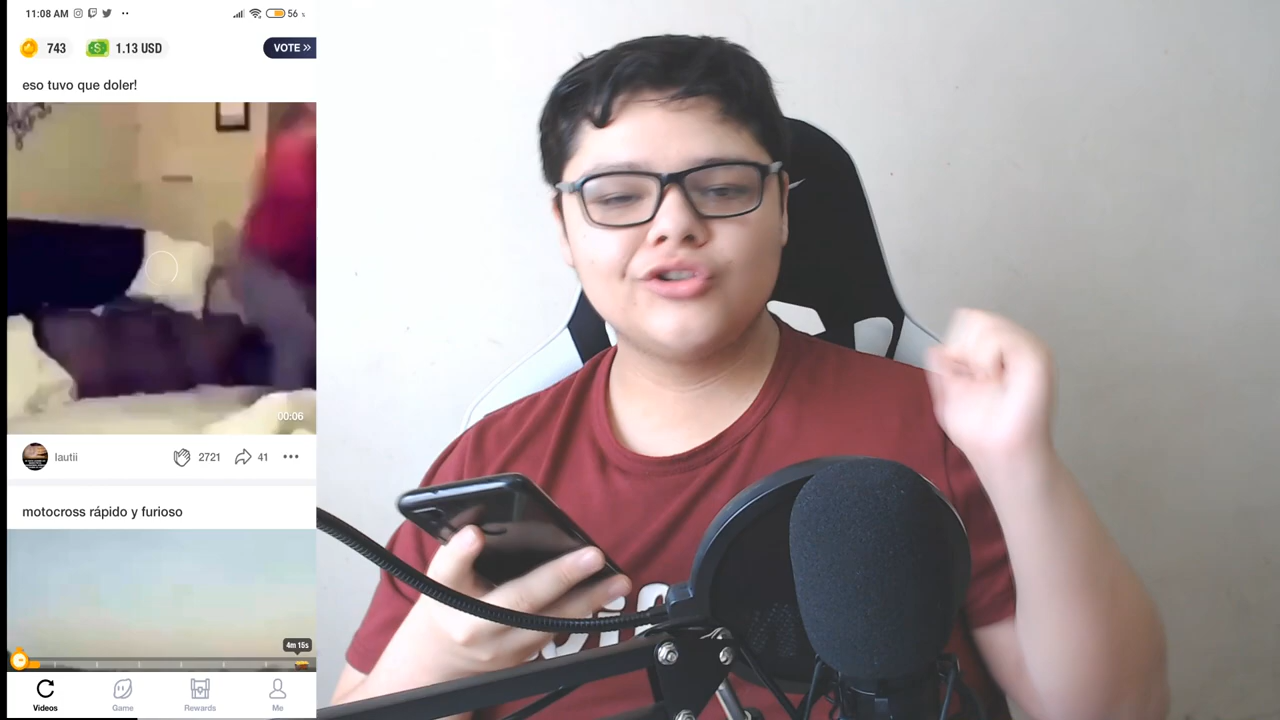 11:08 AM
56
743
1.13 USD
VOTE »
eso tuvo que doler!
00:06
lautii
2721
41
motocross rápido y furioso
4m 15s
Videos
Game
Rewards
Me